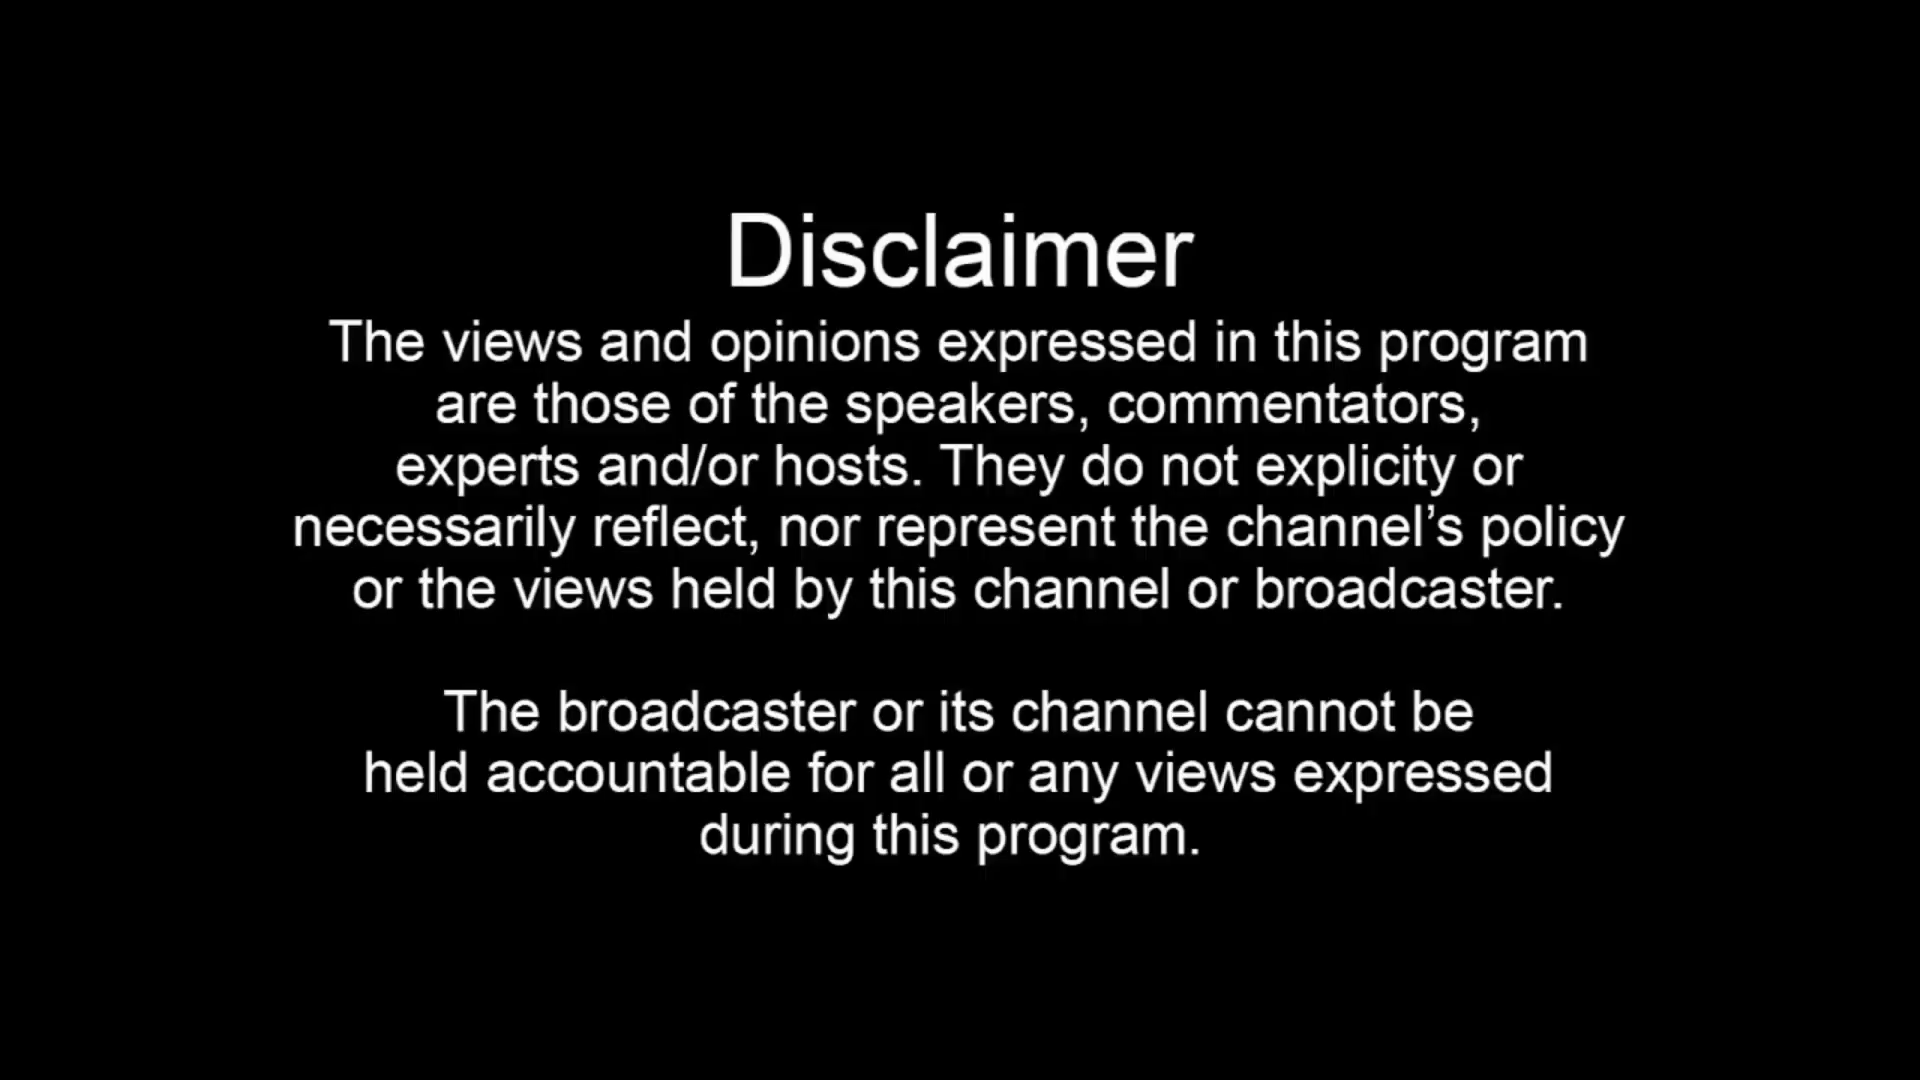 Disclaimer
The views and opinions expressed in this program
are those of the speakers, commentators,
experts and/or hosts. They do not explicity or
necessarily reflect, nor represent the channel’s policy
or the views held by this channel or broadcaster.
The broadcaster or its channel cannot be
held accountable for all or any views expressed
during this program.